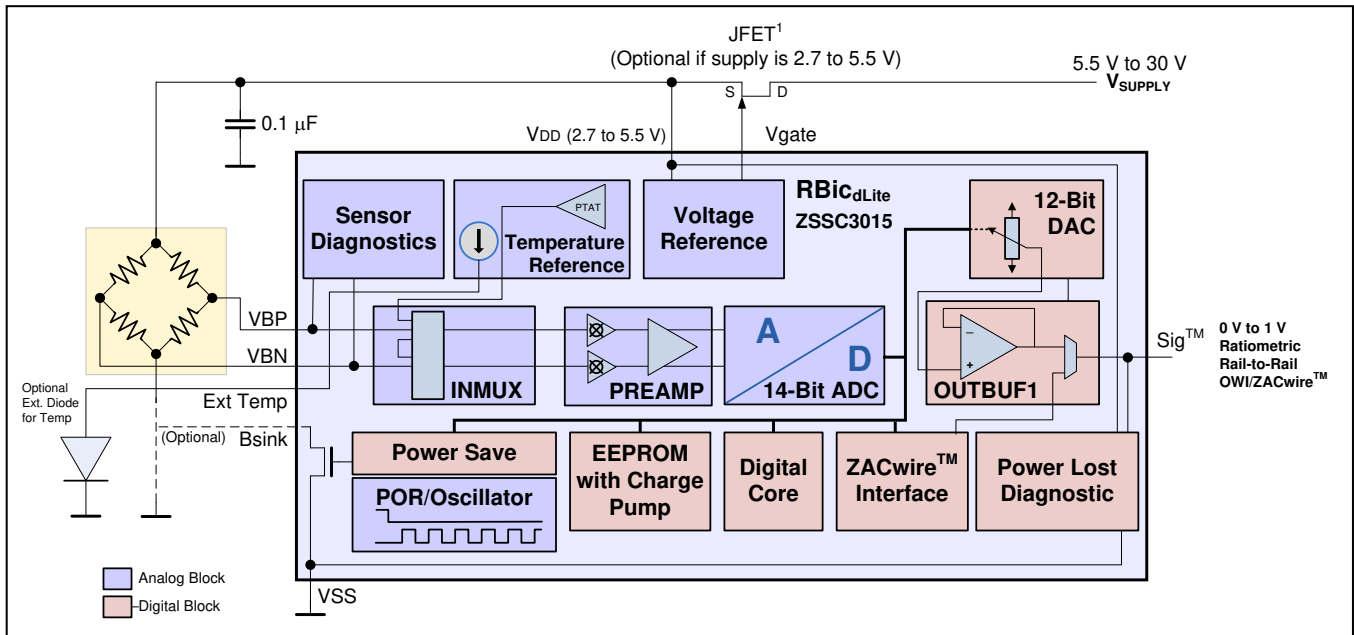 JFET1
(Optional if supply is 2.7 to 5.5 V)
5.5 V to 30 V
VSUPPLY
S
D
0.1 µF
VDD (2.7 to 5.5 V)
Vgate
Sensor
Diagnostics
PTAT
Temperature
Reference
Voltage
Reference
RBicdLite
ZSSC3015
12-Bit
DAC
VBP
VBN
INMUX
PREAMP
A
D
14-Bit ADC
−
+
OUTBUF1
Sig™
0 V to 1 V
Ratiometric
Rail-to-Rail
OWI/ZACwire™
Optional
Ext. Diode
for Temp
Ext Temp
(Optional)
Bsink
Power Save
POR/Oscillator
EEPROM
with Charge
Pump
Digital
Core
ZACwire™
Interface
Power Lost
Diagnostic
Analog Block
Digital Block
VSS